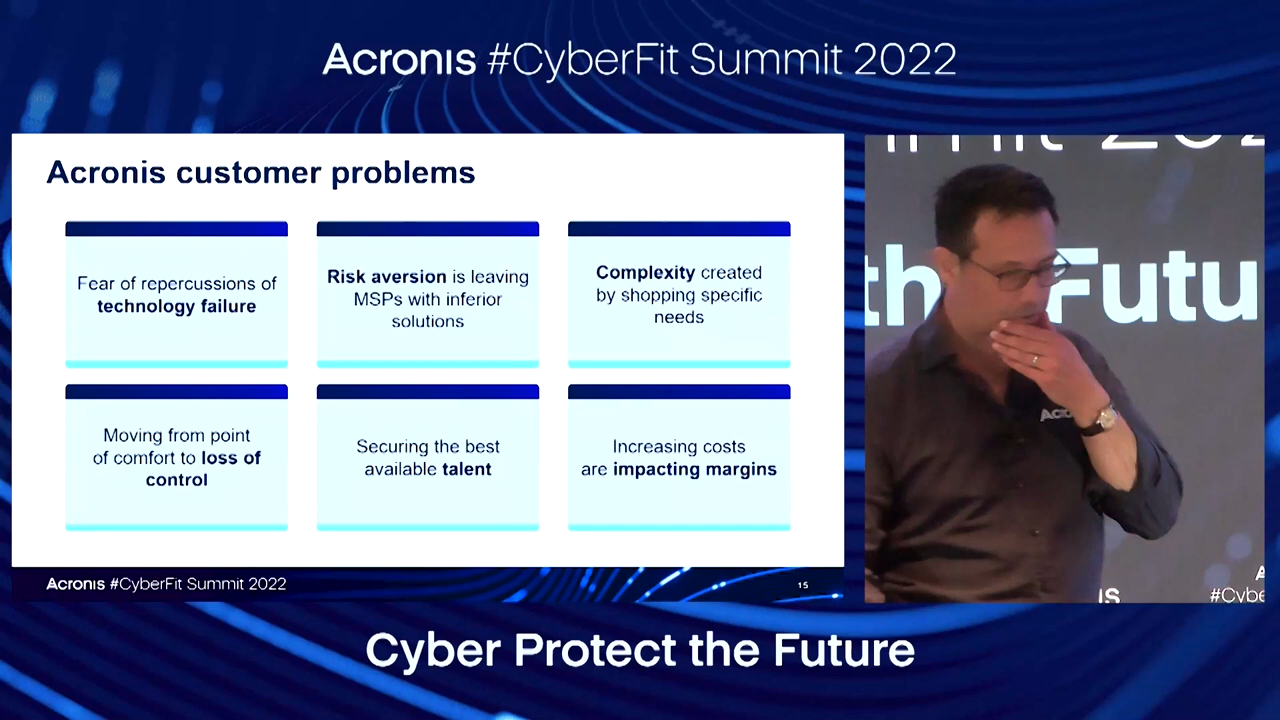 Acronis #CyberFit Summit 2022
Acronis customer problems
Fear of repercussions of
technology failure
Risk aversion is leaving
MSPs with inferior
solutions
Complexity created
by shopping specific
needs
Moving from point
of comfort to loss of
control
Securing the best
available talent
Increasing costs
are impacting margins
Acronis #CyberFit Summit 2022
15
the Futu
Cyber Protect the Future